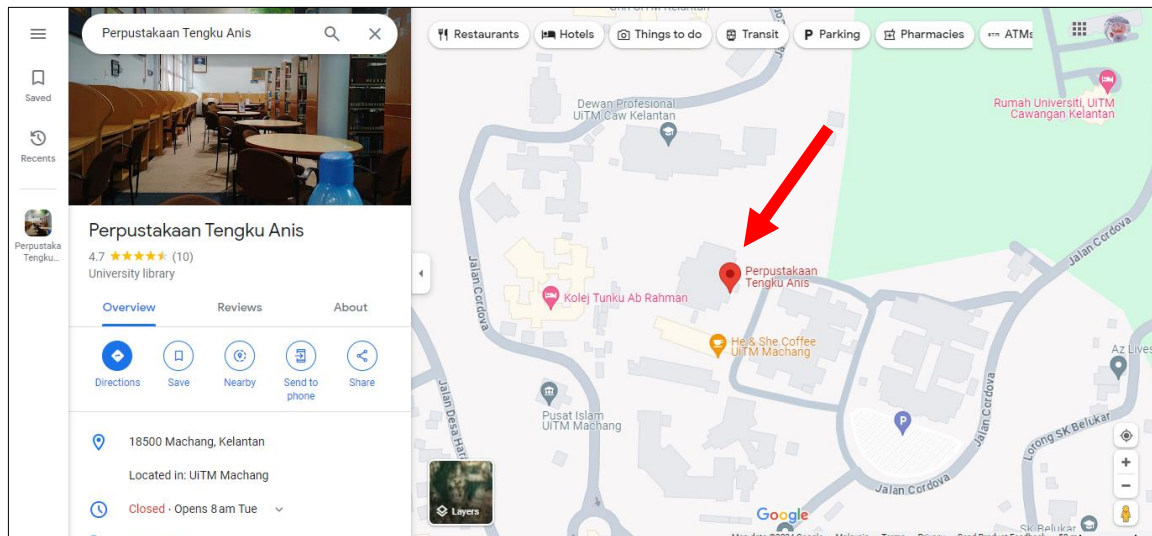 Perpustakaan Tengku Anis
Saved
Recents
Perpustaka
Tengku...
Perpustakaan Tengku Anis
4.7 (10)
University library
Overview Reviews About
Directions Save Nearby Send to phone Share
18500 Machang, Kelantan
Located in: UiTM Machang
Closed · Opens 8 am Tue
Restaurants Hotels Things to do Transit P Parking Pharmacies ATMs
Dewan Profesional
UiTM Caw Kelantan
Rumah Universiti, UiTM
Cawangan Kelantan
Jalan Cordova
Jalan Cordova
Perpustakaan
Tengku Anis
Kolej Tunku Ab Rahman
He & She Coffee
UiTM Machang
Az Lives
Jalan Desa Hari
Pusat Islam
UiTM Machang
P
Jalan Cordova
Lorong SK Belukar
Jalan Cordova
Layers
Google
SK Belukar